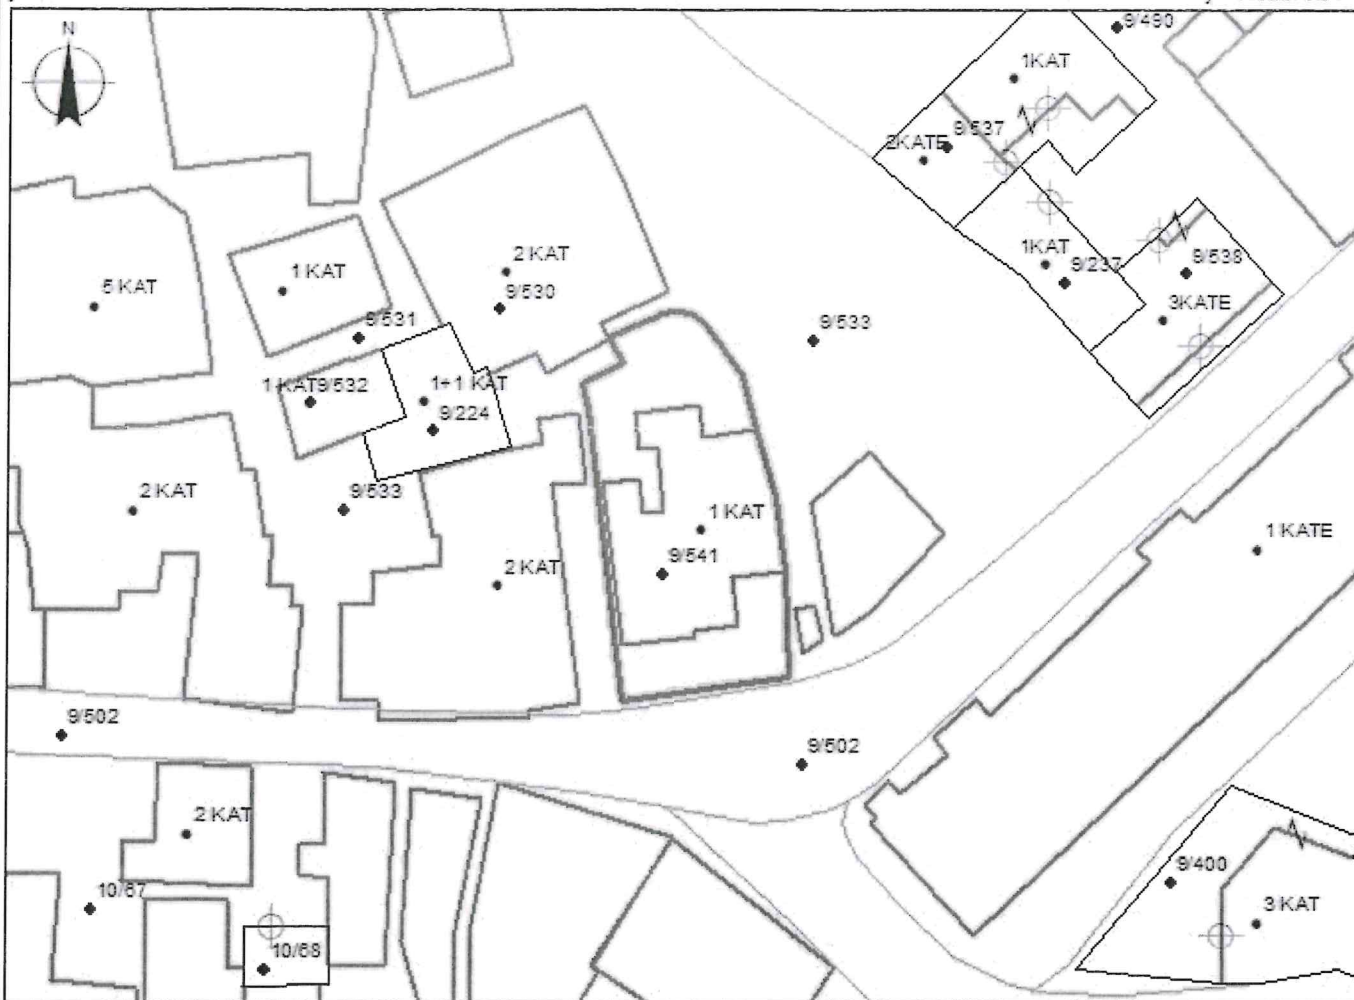 9/490
N
1KAT
9/537
2KATE
2 KAT
1KAT
9/237
9/538
5 KAT
1 KAT
9/530
3KATE
9/531
9/533
1 KAT 9/532
1+1 KAT
9/224
2 KAT
9/533
1 KAT
1 KATE
9/541
2 KAT
9/502
9/502
2 KAT
9/400
10/67
3 KAT
10/68